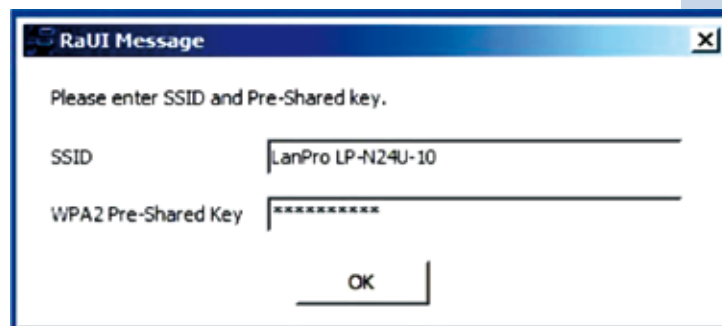 RaUI Message
Please enter SSID and Pre-Shared key.
SSID LanPro LP-N24U-10
WPA2 Pre-Shared Key **********
OK